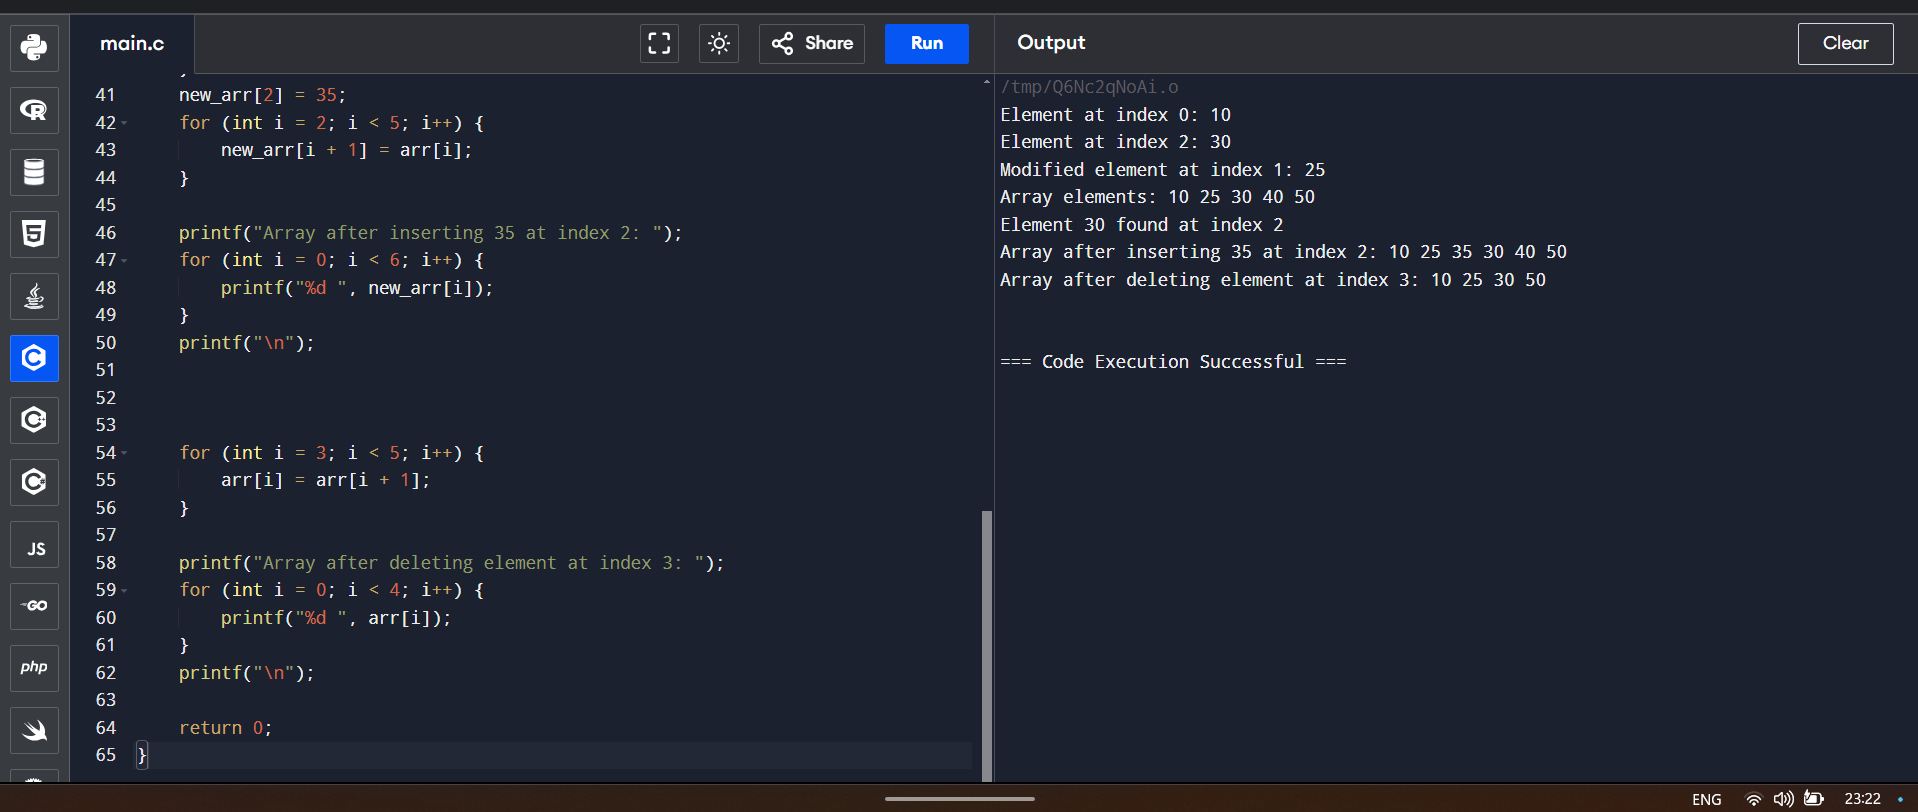 main.c
Share
Run
Output
Clear
41 new_arr[2] = 35;
42 for (int i = 2; i < 5; i++) {
43 new_arr[i + 1] = arr[i];
44 }
45
46 printf("Array after inserting 35 at index 2: ");
47 for (int i = 0; i < 6; i++) {
48 printf("%d ", new_arr[i]);
49 }
50 printf("\n");
51
52
53
54 for (int i = 3; i < 5; i++) {
55 arr[i] = arr[i + 1];
56 }
57
58 printf("Array after deleting element at index 3: ");
59 for (int i = 0; i < 4; i++) {
60 printf("%d ", arr[i]);
61 }
62 printf("\n");
63
64 return 0;
65 }
/tmp/Q6Nc2qNoAi.o
Element at index 0: 10
Element at index 2: 30
Modified element at index 1: 25
Array elements: 10 25 30 40 50
Element 30 found at index 2
Array after inserting 35 at index 2: 10 25 35 30 40 50
Array after deleting element at index 3: 10 25 30 50
=== Code Execution Successful ===
R
5
C
C
C
JS
GO
php
ENG
23:22